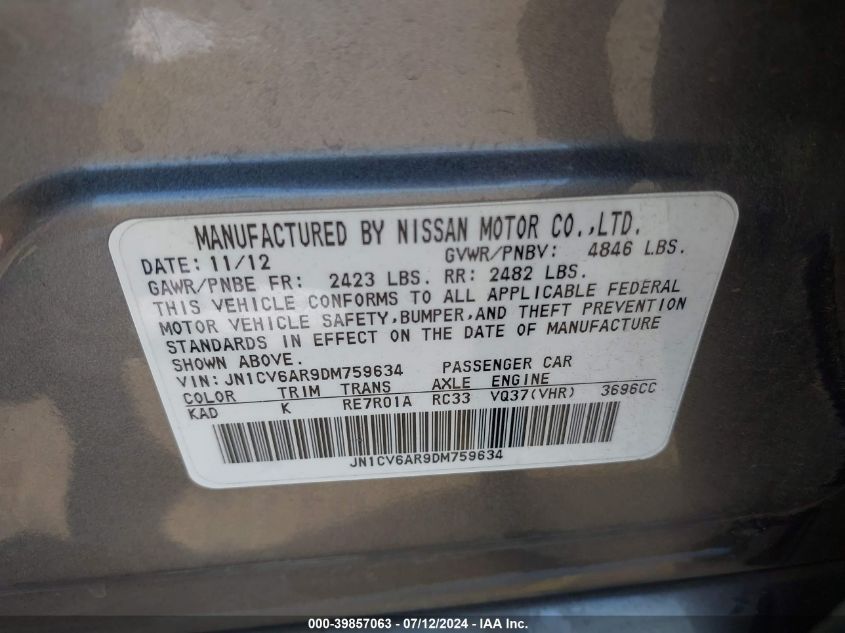 MANUFACTURED BY NISSAN MOTOR CO.,LTD.
DATE: 11/12 GVWR/PNBV: 4846 LBS.
GAWR/PNBE FR: 2423 LBS. RR: 2482 LBS.
THIS VEHICLE CONFORMS TO ALL APPLICABLE FEDERAL
MOTOR VEHICLE SAFETY,BUMPER,AND THEFT PREVENTION
STANDARDS IN EFFECT ON THE DATE OF MANUFACTURE
SHOWN ABOVE.
VIN: JN1CV6AR9DM759634 PASSENGER CAR
COLOR TRIM TRANS AXLE ENGINE
KAD K RE7R01A RC33 VQ37(VHR) 3696CC
JN1CV6AR9DM759634
000-39857063 - 07/12/2024 - IAA Inc.